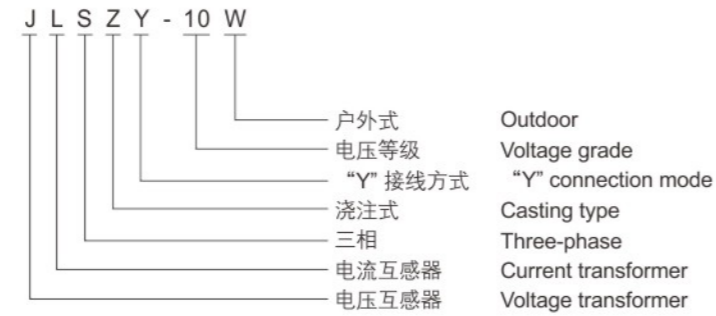 J L S Z Y - 10 W
户外式 Outdoor
电压等级 Voltage grade
“Y” 接线方式 “Y” connection mode
浇注式 Casting type
三相 Three-phase
电流互感器 Current transformer
电压互感器 Voltage transformer